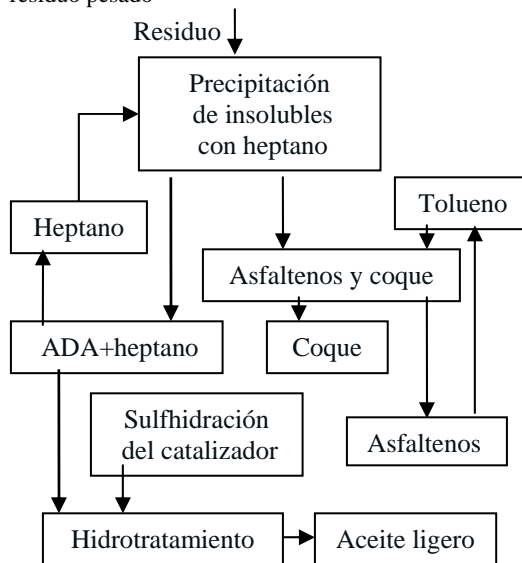 residuo pesado
Residuo
Precipitación
de insolubles
con heptano
Tolueno
Heptano
Asfaltenos y coque
ADA+heptano
Coque
Sulfhidración
del catalizador
Asfaltenos
Hidrotratamiento
Aceite ligero